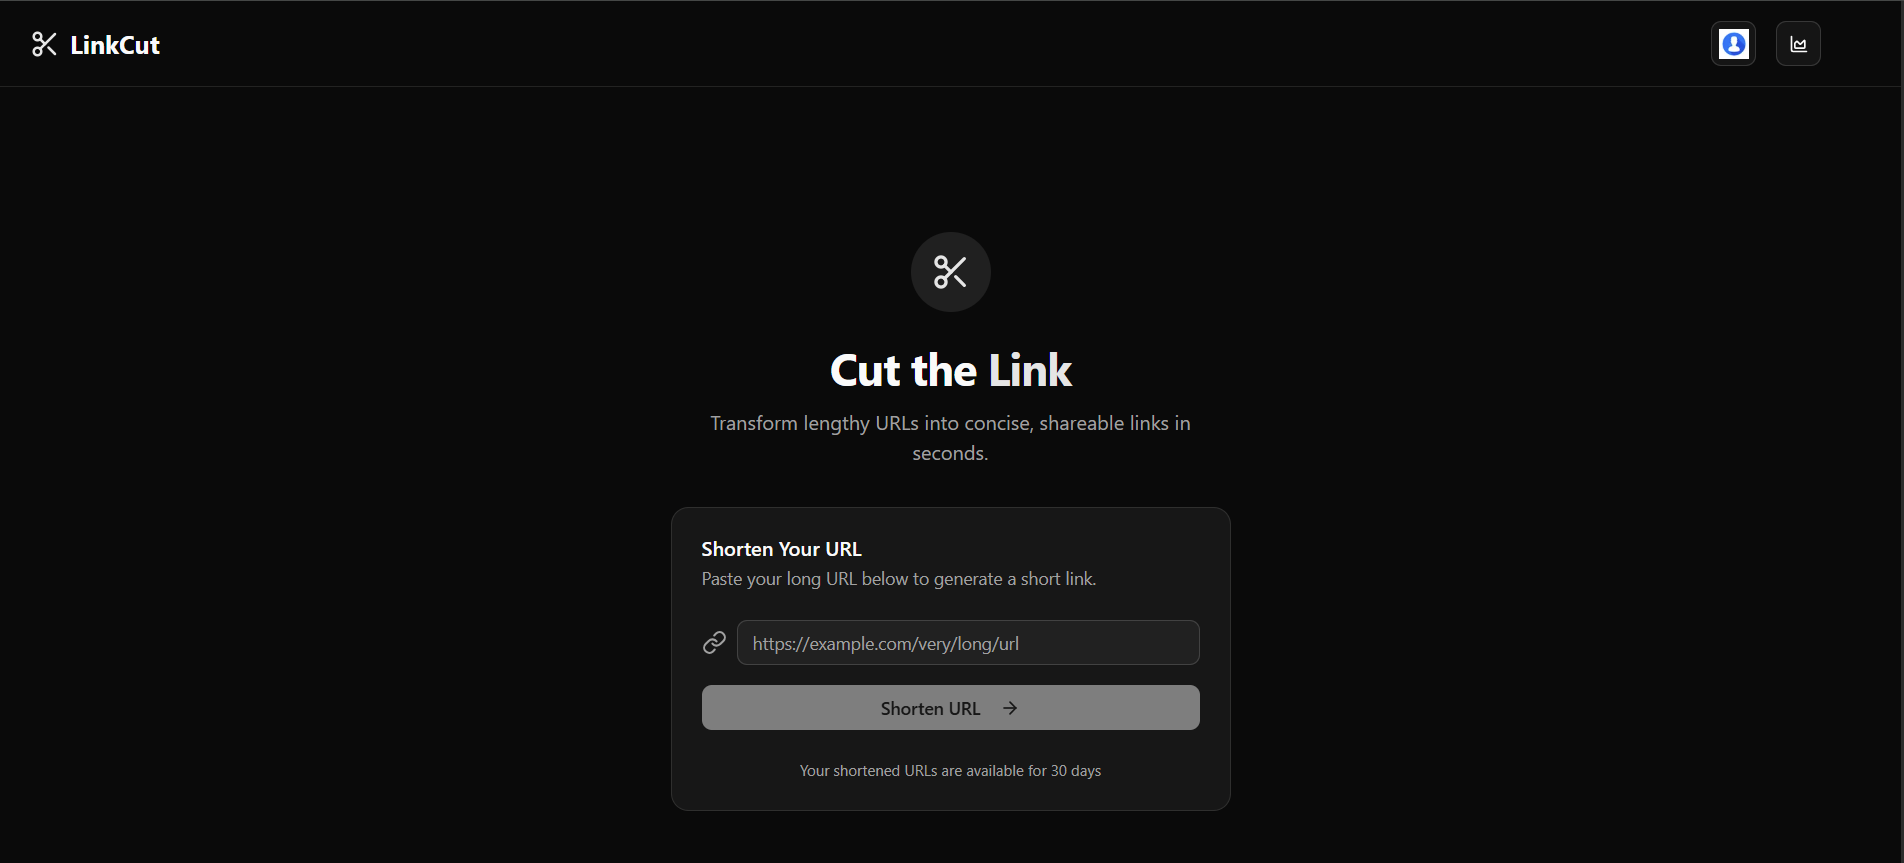 LinkCut
Cut the Link
Transform lengthy URLs into concise, shareable links in
seconds.
Shorten Your URL
Paste your long URL below to generate a short link.
https://example.com/very/long/url
Shorten URL
Your shortened URLs are available for 30 days